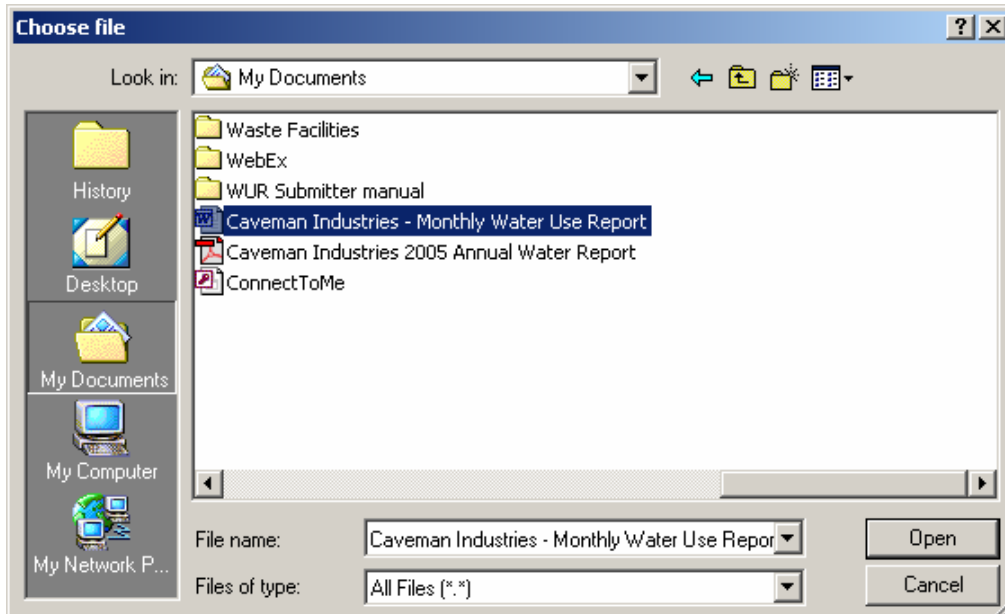 Choose file
Look in: My Documents
History
Desktop
My Documents
My Computer
My Network P...
Waste Facilities
WebEx
WUR Submitter manual
Caveman Industries - Monthly Water Use Report
Caveman Industries 2005 Annual Water Report
ConnectToMe
File name: Caveman Industries - Monthly Water Use Repor
Open
Files of type: All Files (*.*)
Cancel